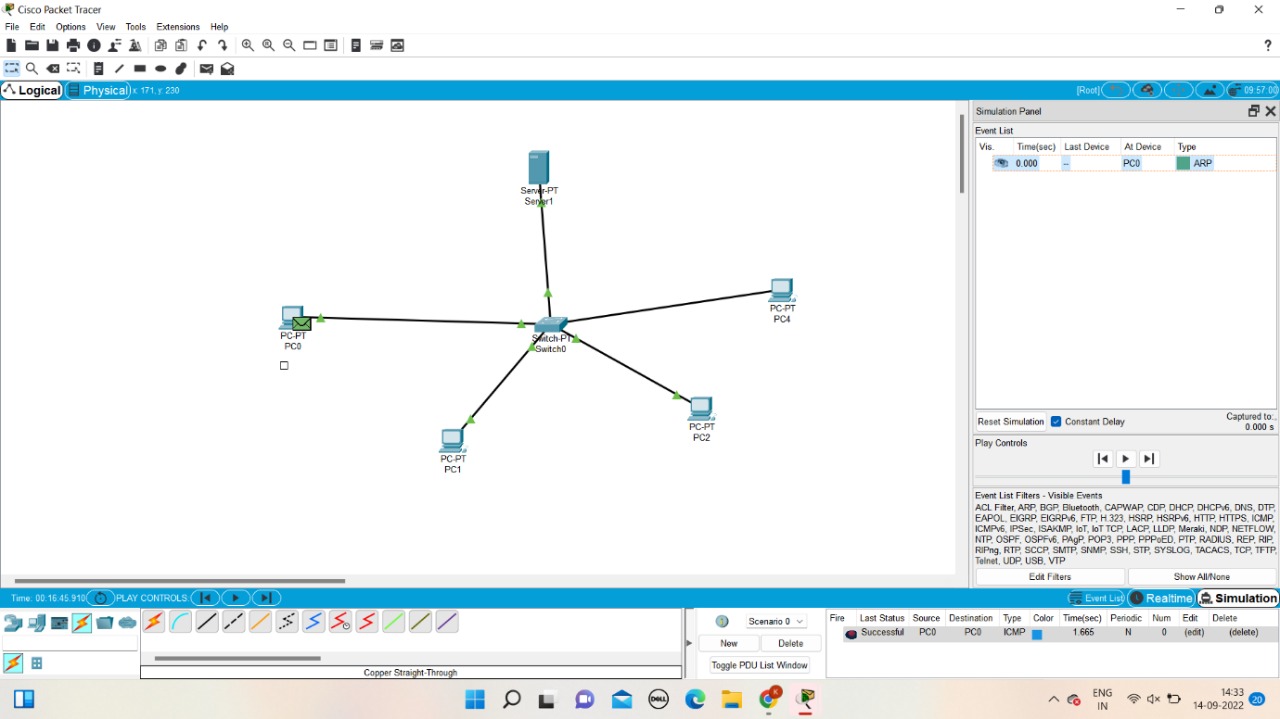 Cisco Packet Tracer
File Edit Options View Tools Extensions Help
?
Logical Physical x: 171, y: 230 [Root] 09:57:00
Simulation Panel
Event List
Vis. Time(sec) Last Device At Device Type
0.000 -- PC0 ARP
Server-PT
Server1
PC-PT
PC4
PC-PT
PC0
Switch-PT
Switch0
PC-PT
PC2
PC-PT
PC1
Reset Simulation Constant Delay Captured to:
0.000 s
Play Controls
Event List Filters - Visible Events
ACL Filter, ARP, BGP, Bluetooth, CAPWAP, CDP, DHCP, DHCPv6, DNS, DTP,
EAPOL, EIGRP, EIGRPv6, FTP, H.323, HSRP, HSRPv6, HTTP, HTTPS, ICMP,
ICMPv6, IPSec, ISAKMP, IoT, IoT TCP, LACP, LLDP, Meraki, NDP, NETFLOW,
NTP, OSPF, OSPFv6, PAgP, POP3, PPP, PPPoED, PTP, RADIUS, REP, RIP,
RIPng, RTP, SCCP, SMTP, SNMP, SSH, STP, SYSLOG, TACACS, TCP, TFTP,
Telnet, UDP, USB, VTP
Edit Filters Show All/None
Time: 00:16:45.910 PLAY CONTROLS: Event List Realtime Simulation
Scenario 0
New Delete
Toggle PDU List Window
Fire Last Status Source Destination Type Color Time(sec) Periodic Num Edit Delete
Successful PC0 PC0 ICMP 1.665 N 0 (edit) (delete)
Copper Straight-Through
DELL
K
ENG
IN
14:33
14-09-2022
20